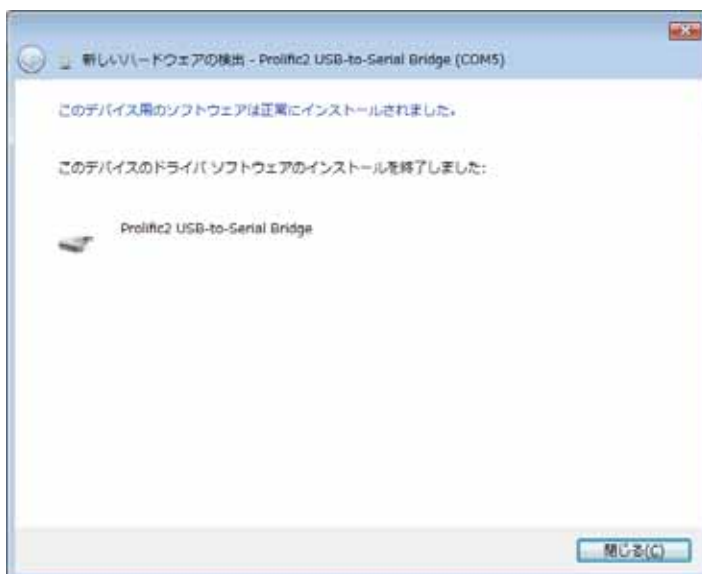 新しいハードウェアの検出 - Prolific2 USB-to-Serial Bridge (COM5)
このデバイス用のソフトウェアは正常にインストールされました。
このデバイスのドライバ ソフトウェアのインストールを終了しました:
Prolific2 USB-to-Serial Bridge
閉じる(C)